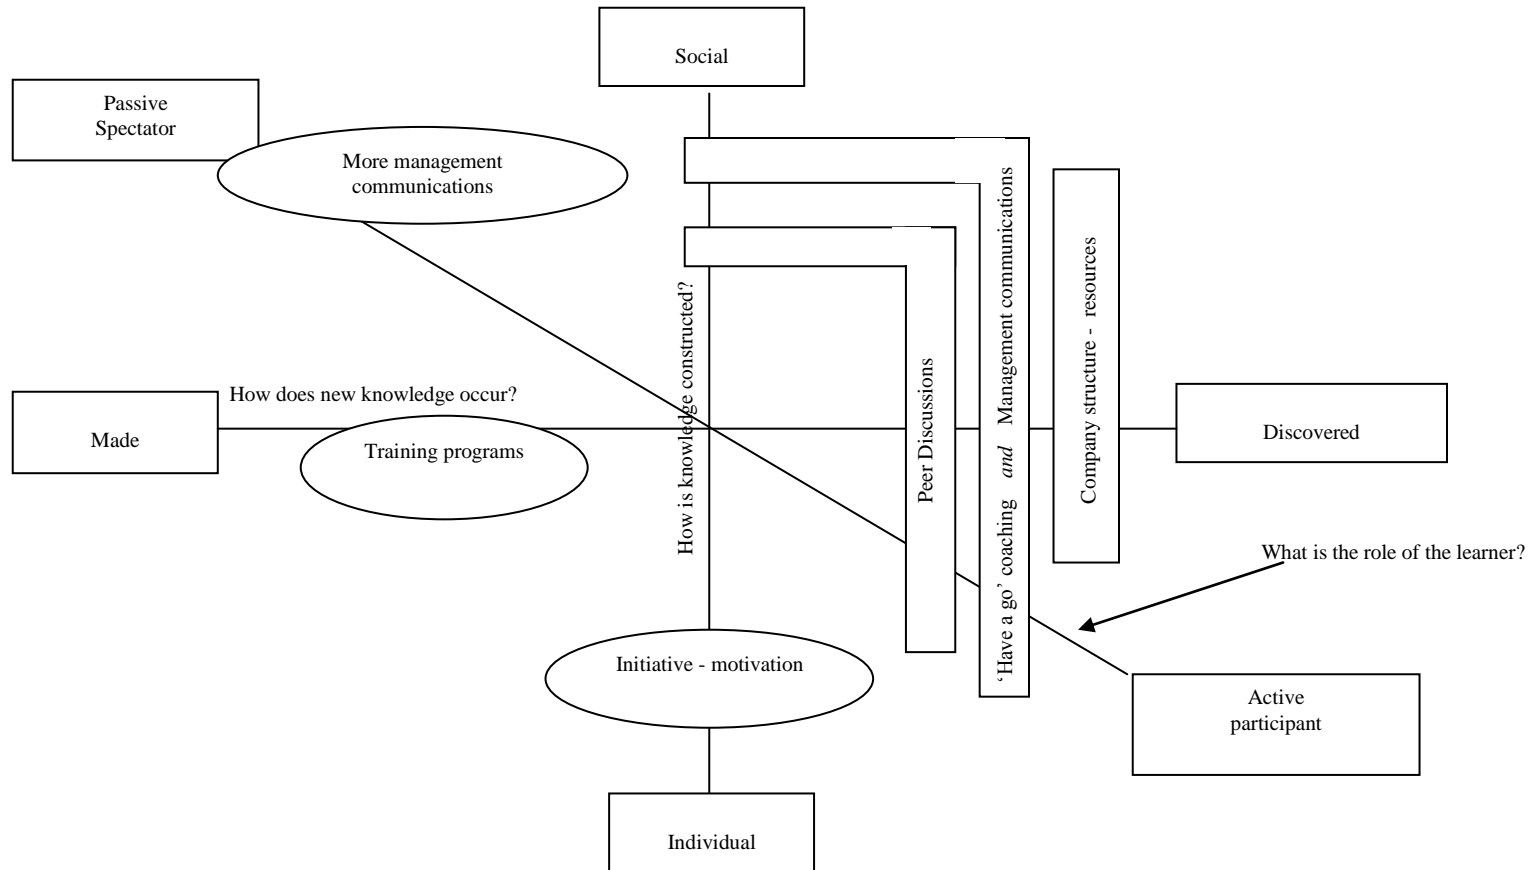 Social
Passive
Spectator
More management
communications
How is knowledge constructed?
Peer Discussions
‘Have a go’ coaching and Management communications
Company structure - resources
How does new knowledge occur?
Made
Training programs
Discovered
What is the role of the learner?
Initiative - motivation
Active
participant
Individual